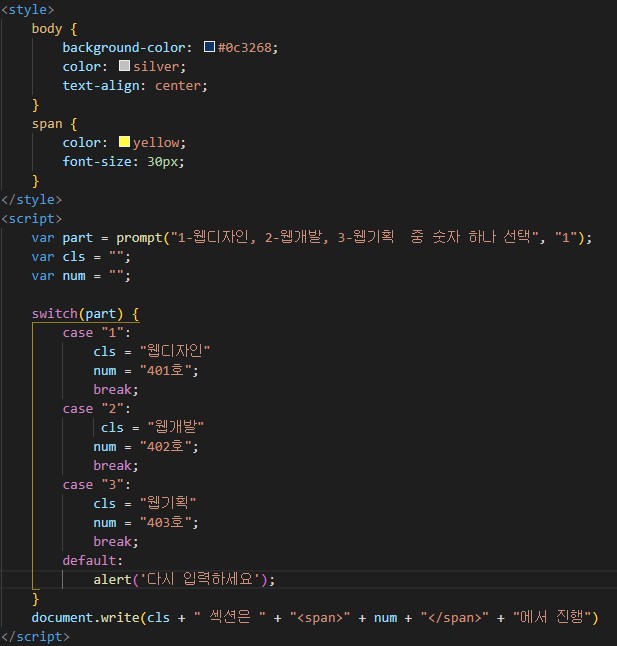 <style>
    body {
        background-color: #0c3268;
        color: silver;
        text-align: center;
    }
    span {
        color: yellow;
        font-size: 30px;
    }
</style>
<script>
    var part = prompt("1-웹디자인, 2-웹개발, 3-웹기획  중 숫자 하나 선택", "1");
    var cls = "";
    var num = "";

    switch(part) {
        case "1":
            cls = "웹디자인"
            num = "401호";
            break;
        case "2":
             cls = "웹개발"
            num = "402호";
            break;
        case "3":
            cls = "웹기획"
            num = "403호";
            break;
        default:
            alert('다시 입력하세요');
    }
    document.write(cls + " 섹션은 " + "<span>" + num + "</span>" + "에서 진행")
</script>